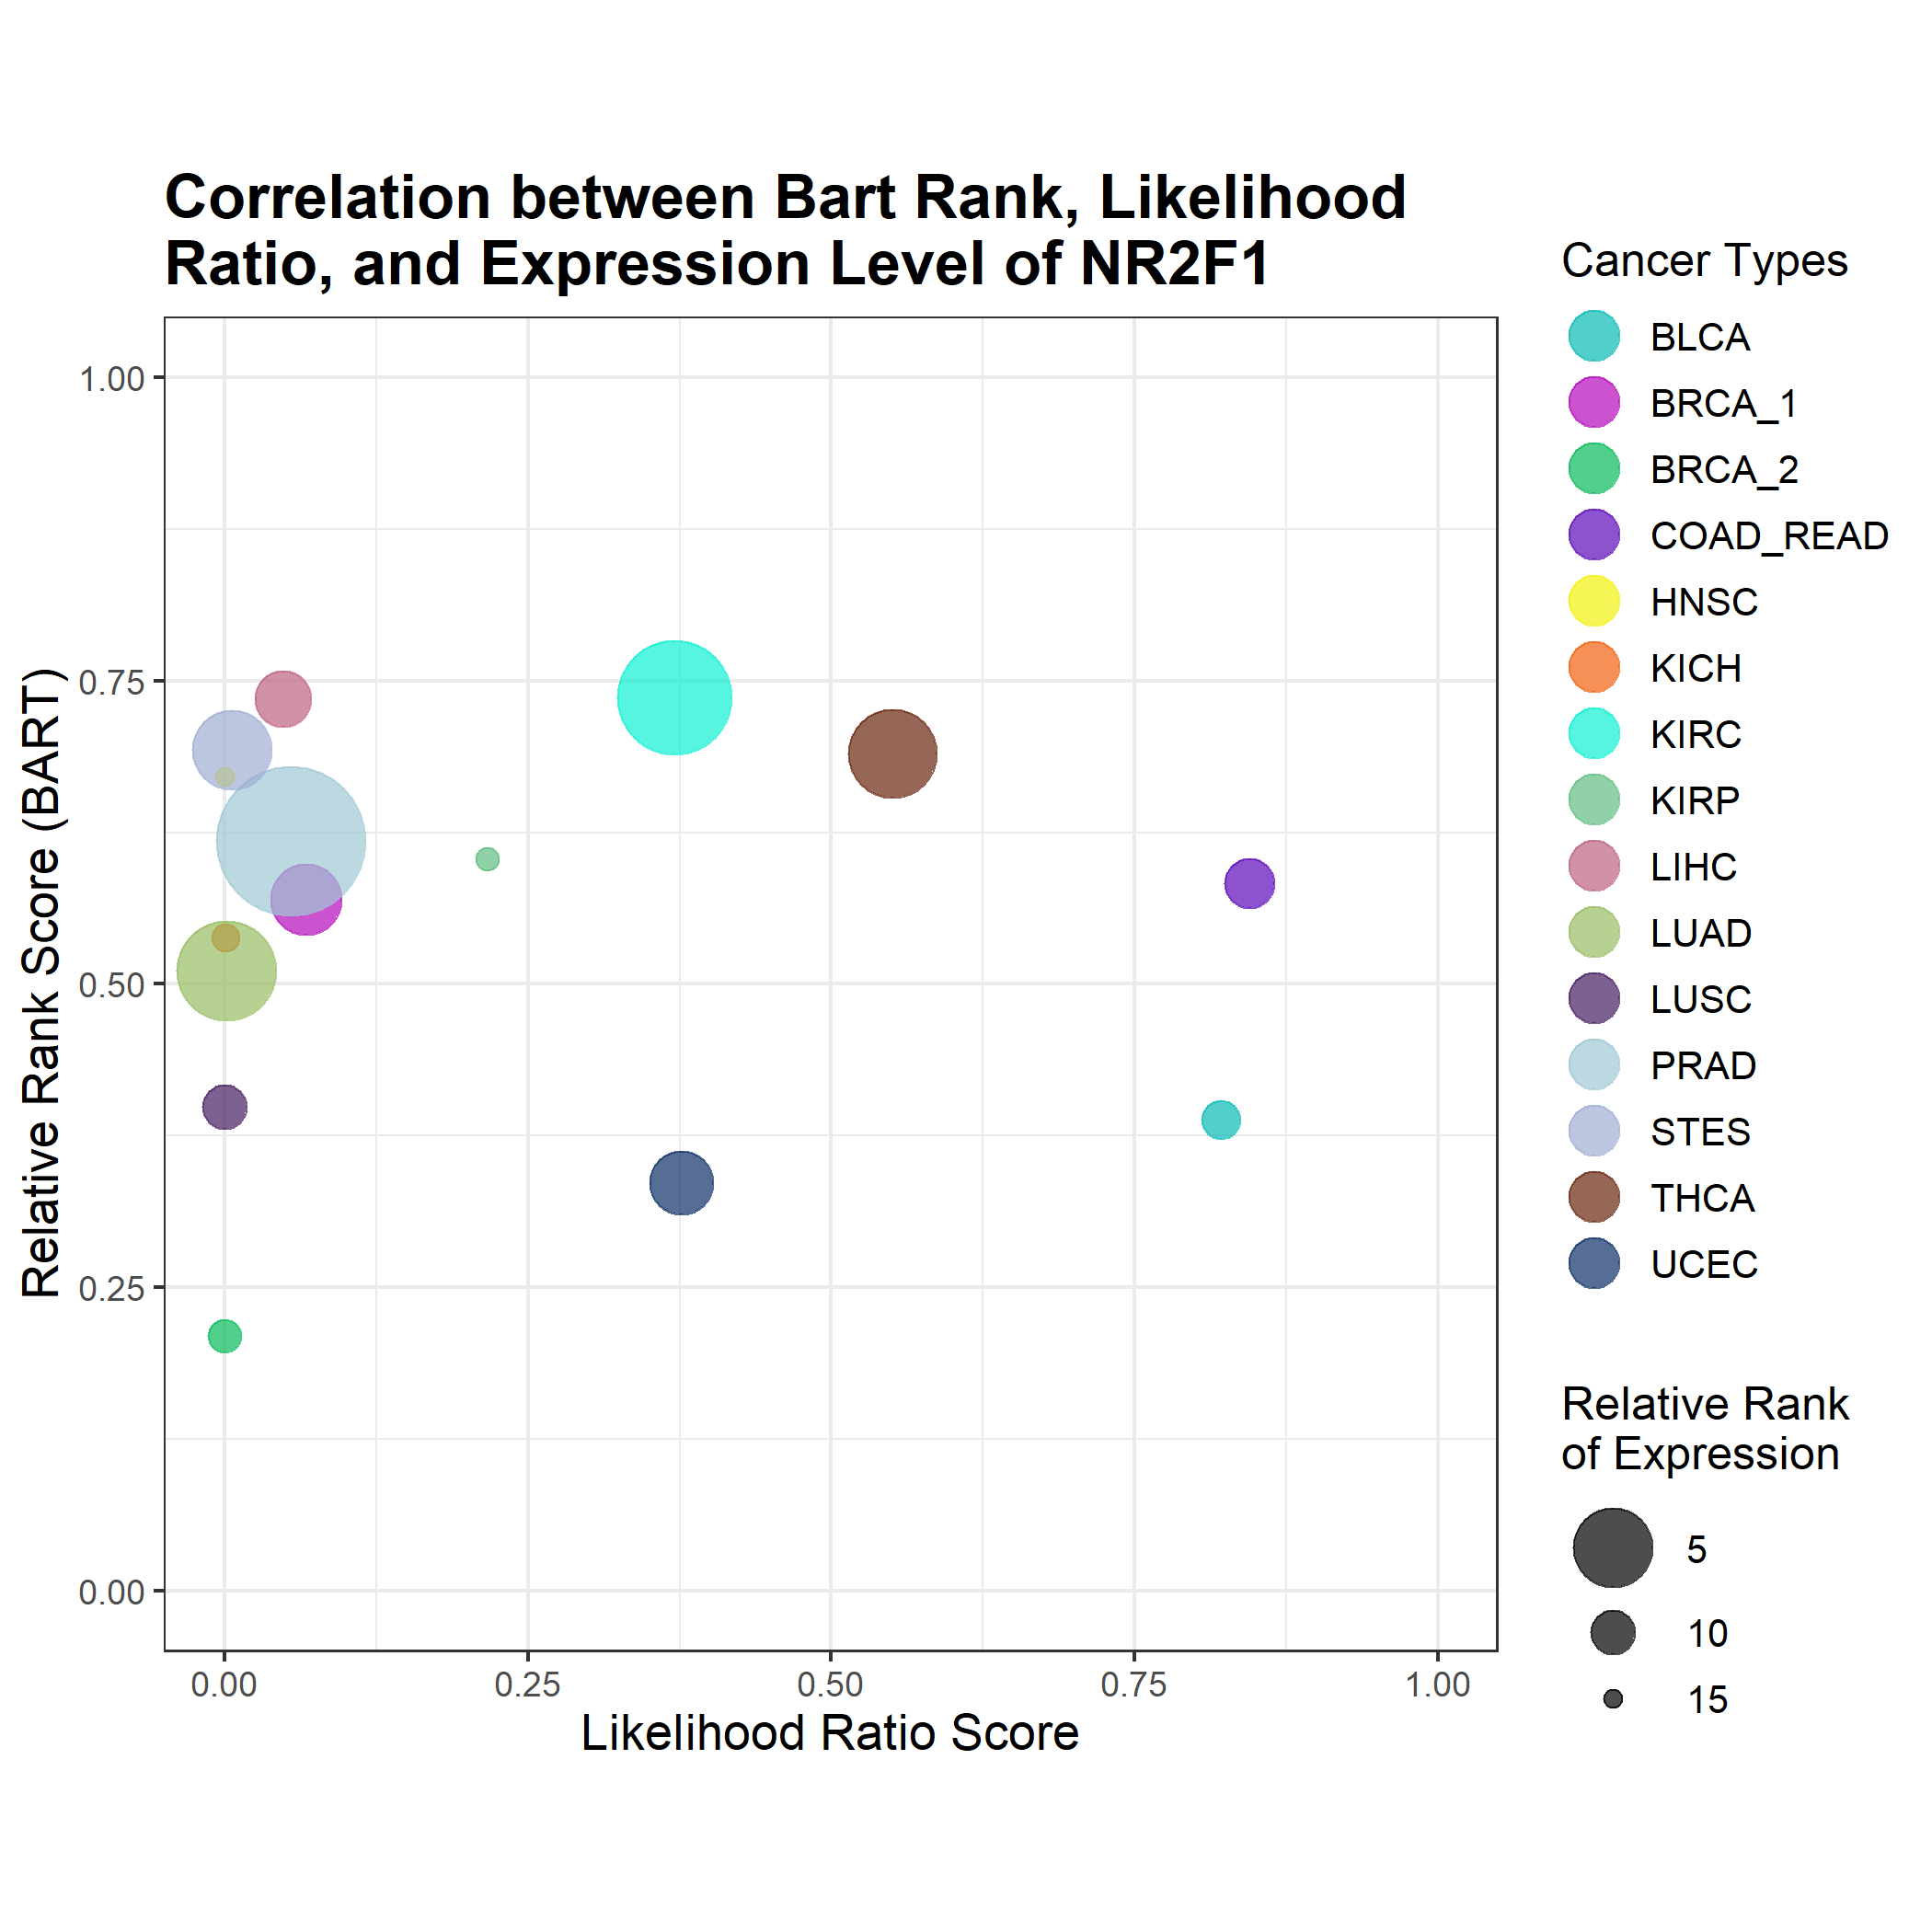 Correlation between Bart Rank, Likelihood
Ratio, and Expression Level of NR2F1
Relative Rank Score (BART)
1.00
0.75
0.50
0.25
0.00
0.00
0.25
0.50
0.75
1.00
Likelihood Ratio Score
Cancer Types
BLCA
BRCA_1
BRCA_2
COAD_READ
HNSC
KICH
KIRC
KIRP
LIHC
LUAD
LUSC
PRAD
STES
THCA
UCEC
Relative Rank
of Expression
5
10
15